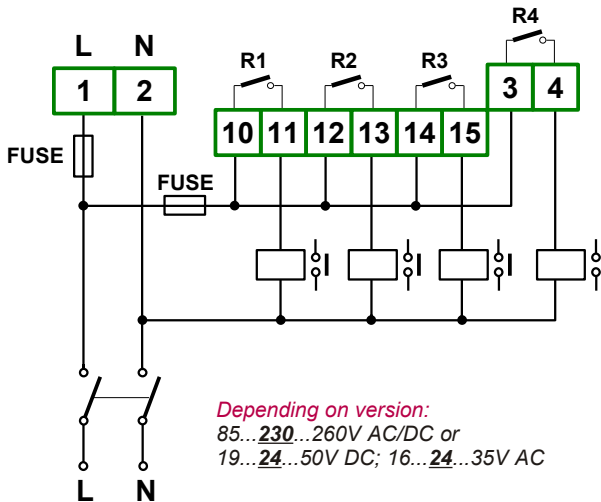 R4
L N
R1 R2 R3
1 2
3 4
10 11 12 13 14 15
FUSE
FUSE
Depending on version:
85...230...260V AC/DC or
19...24...50V DC; 16...24...35V AC
L N